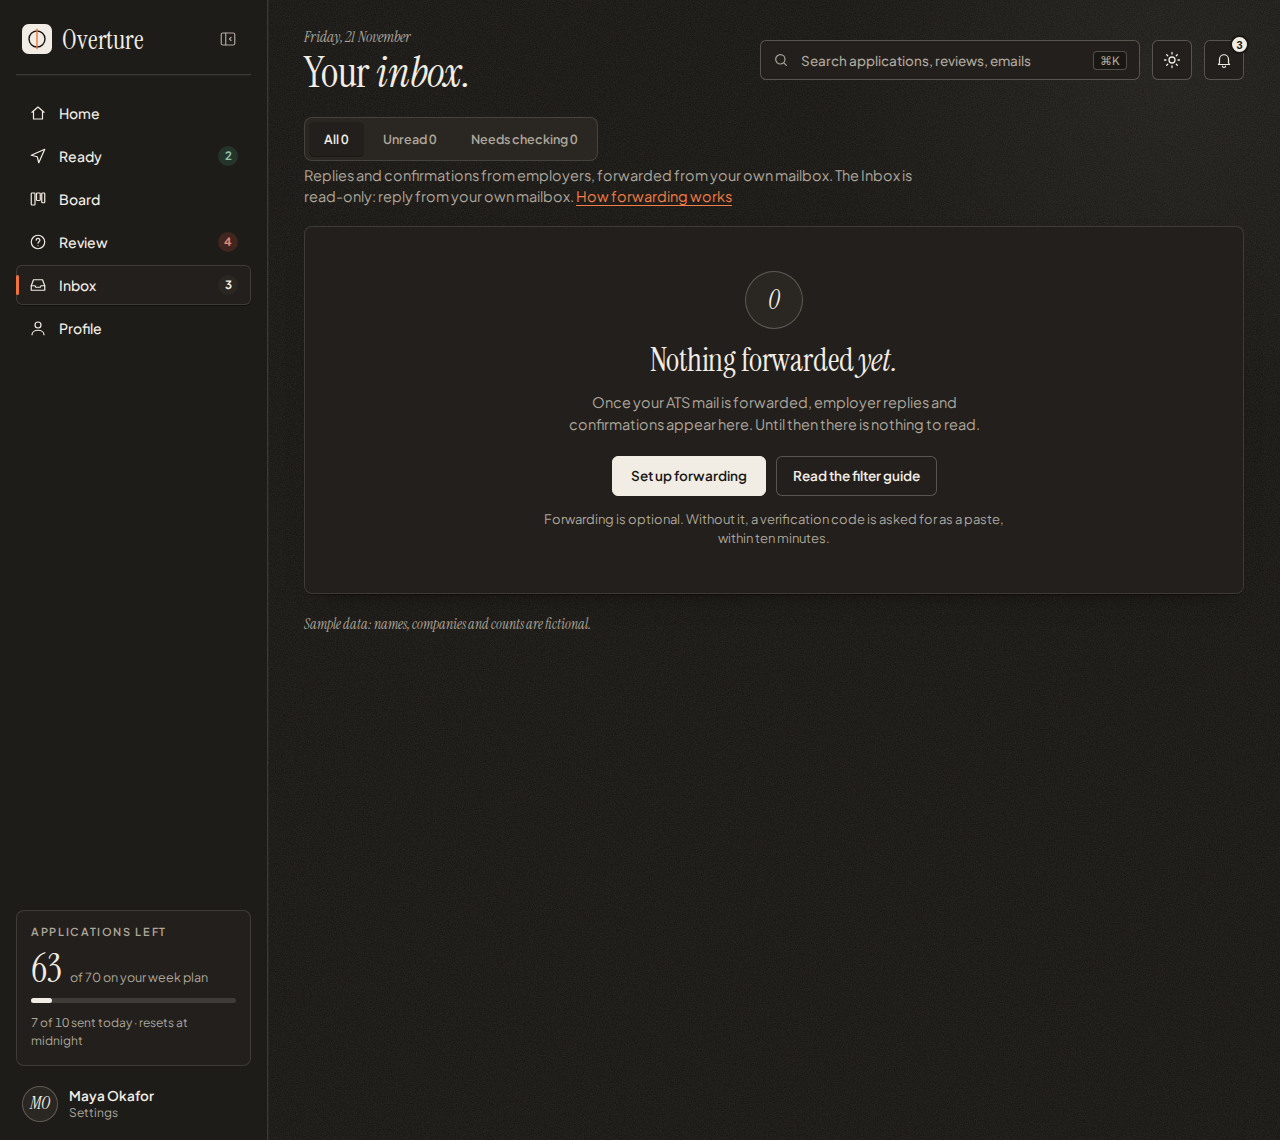 Overture
Home
Ready 2
Board
Review 4
Inbox 3
Profile
APPLICATIONS LEFT
63 of 70 on your week plan
7 of 10 sent today · resets at
midnight
MO
Maya Okafor
Settings
Friday, 21 November
Your inbox.
Search applications, reviews, emails ⌘K
3
All 0 Unread 0 Needs checking 0
Replies and confirmations from employers, forwarded from your own mailbox. The Inbox is
read-only: reply from your own mailbox. How forwarding works
0
Nothing forwarded yet.
Once your ATS mail is forwarded, employer replies and
confirmations appear here. Until then there is nothing to read.
Set up forwarding Read the filter guide
Forwarding is optional. Without it, a verification code is asked for as a paste,
within ten minutes.
Sample data: names, companies and counts are fictional.